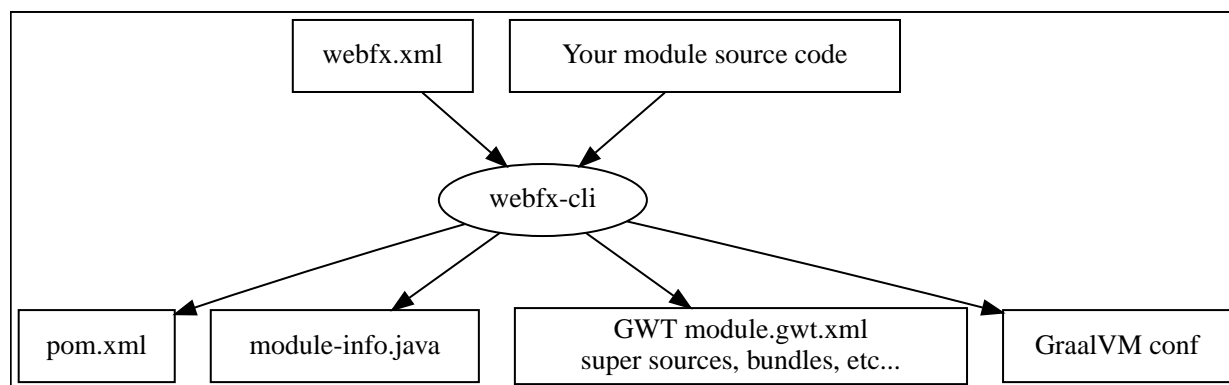 webfx.xml
Your module source code
webfx-cli
pom.xml
module-info.java
GWT module.gwt.xml
super sources, bundles, etc...
GraalVM conf